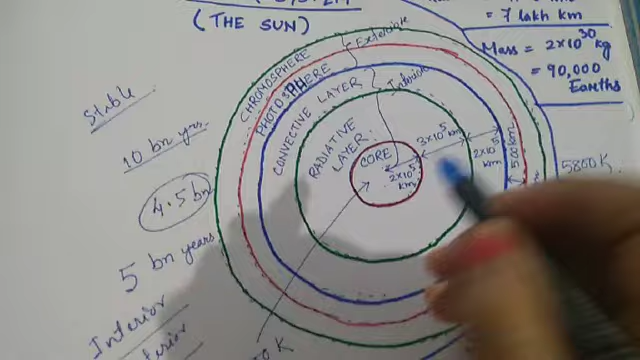 (THE SUN)
= 7 lakh km
Mass = 2×10³⁰ kg
= 90,000
Earths
Exterior
Interior
CHROMOSPHERE
PHOTOSPHERE
CONVECTIVE LAYER
RADIATIVE
LAYER
CORE
2×10⁵
km
3×10⁵ km
2×10⁵
km
500 km
5800 K
Stable
10 bn yrs.
4.5 bn
5 bn years
Interior
K